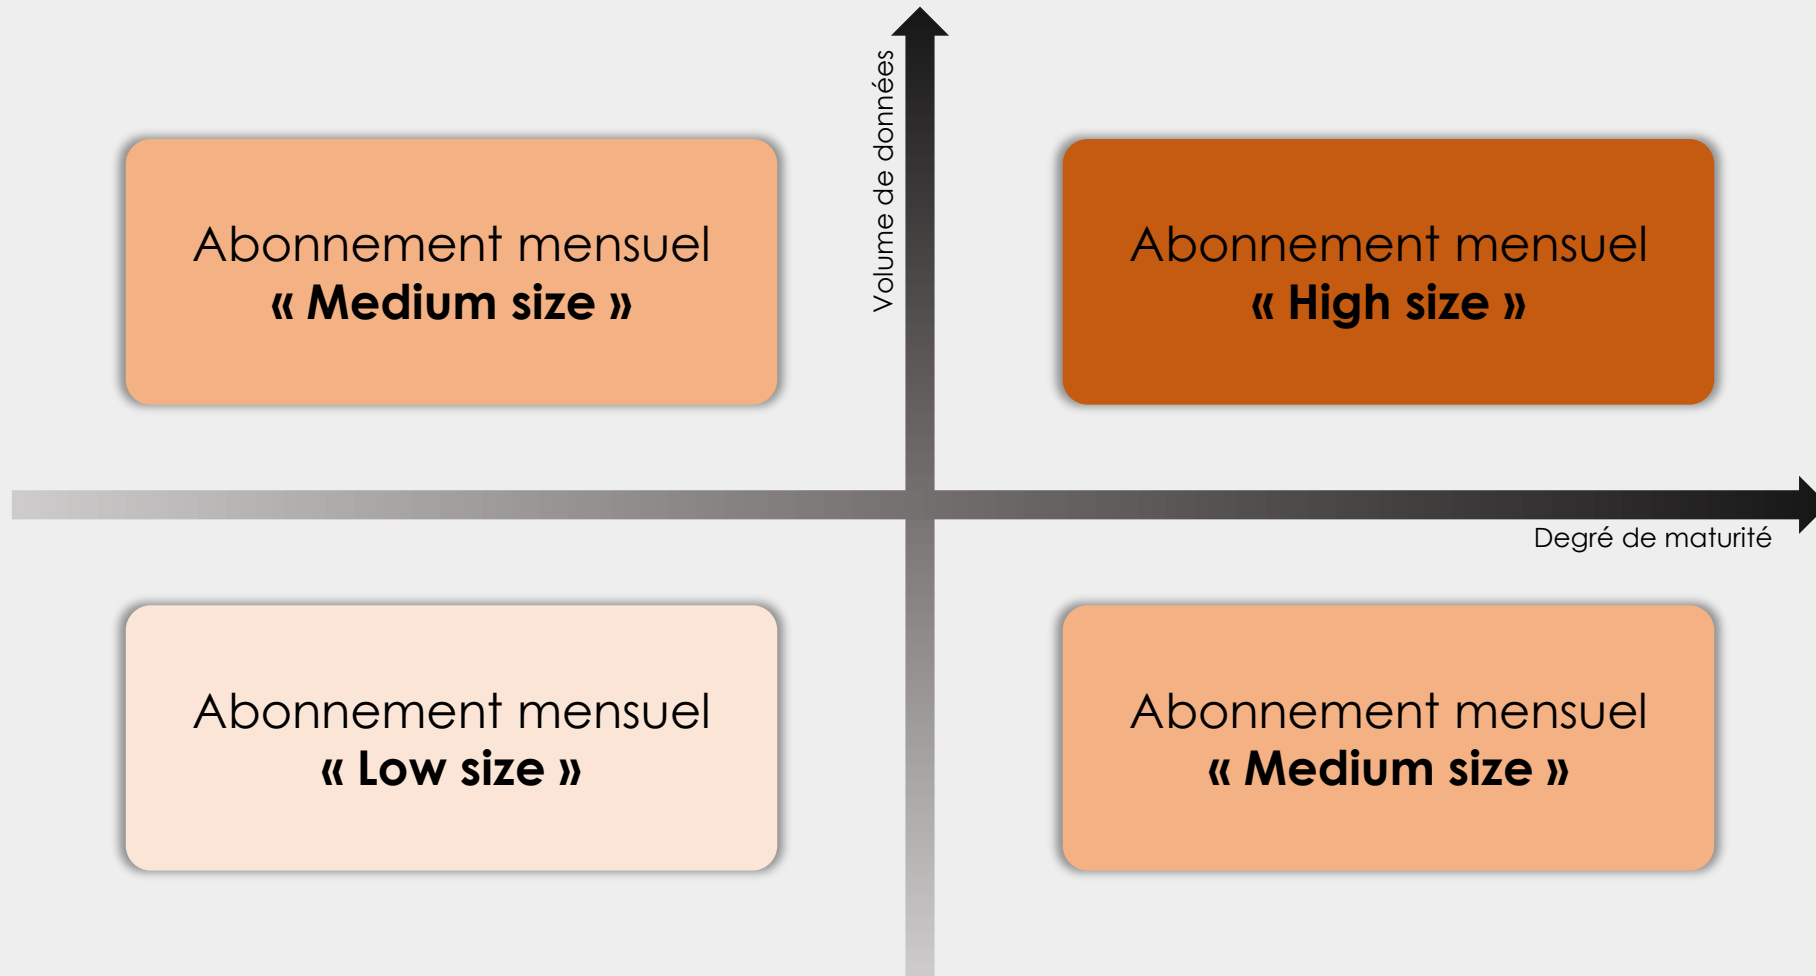 Volume de données
Abonnement mensuel
« Medium size »
Abonnement mensuel
« High size »
Degré de maturité
Abonnement mensuel
« Low size »
Abonnement mensuel
« Medium size »